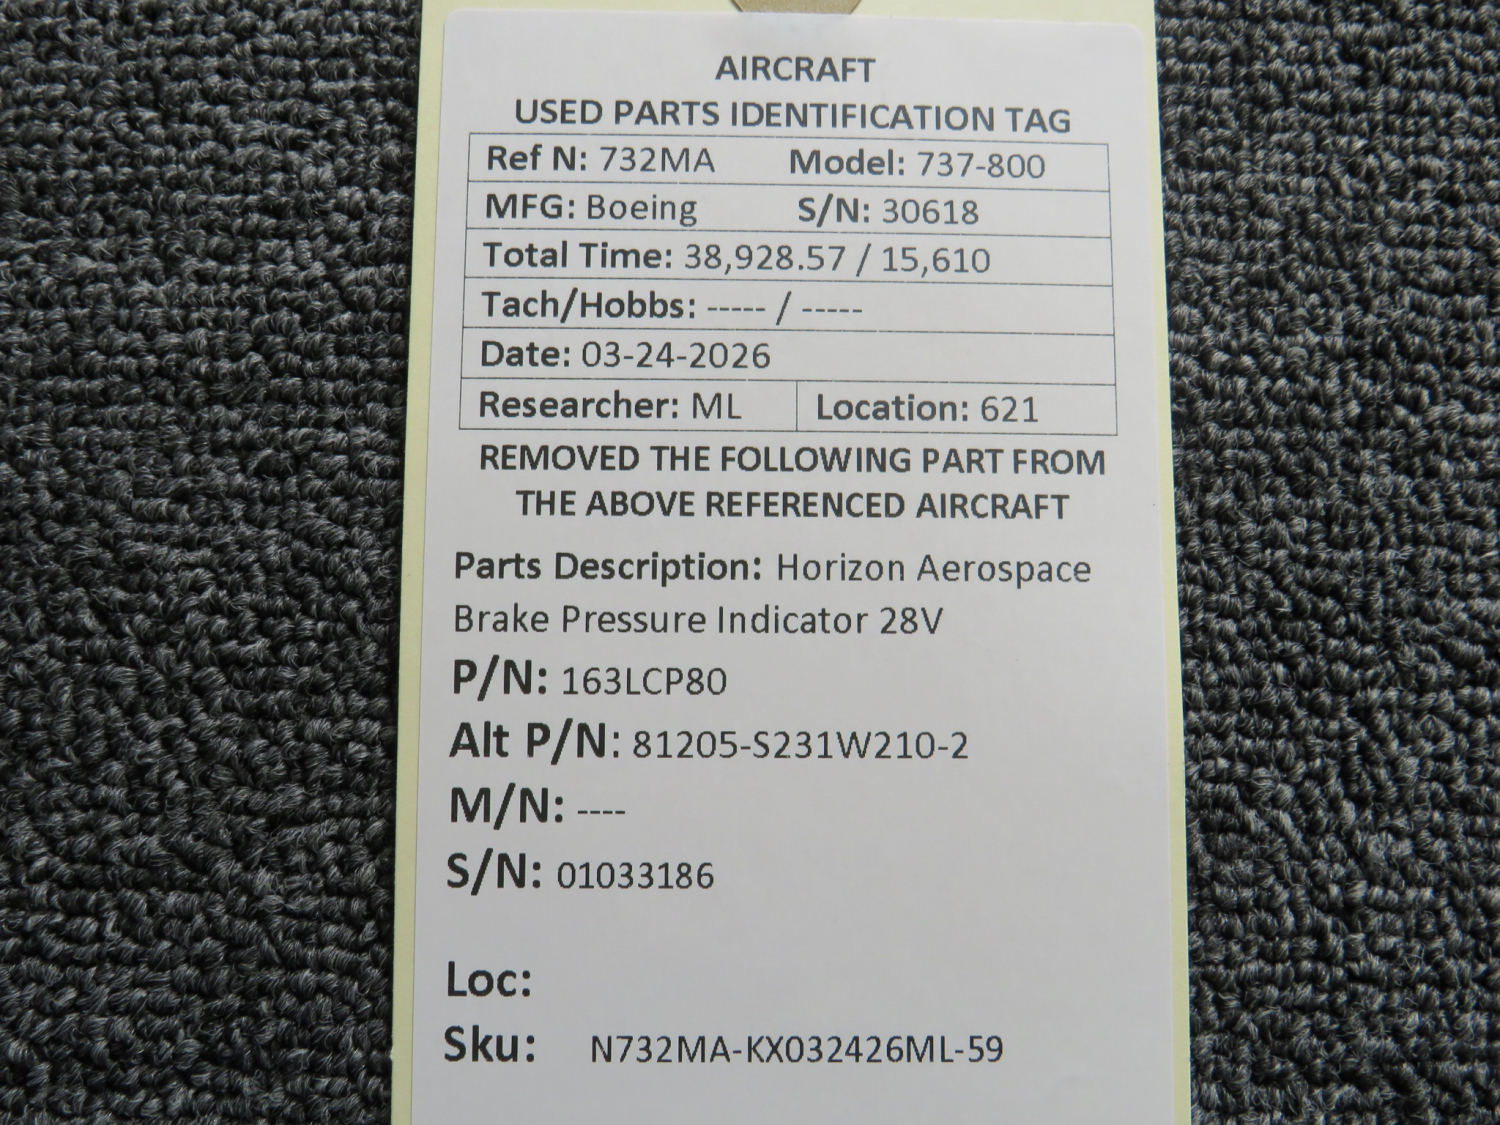 AIRCRAFT
USED PARTS IDENTIFICATION TAG
Ref N: 732MA Model: 737-800
MFG: Boeing S/N: 30618
Total Time: 38,928.57 / 15,610
Tach/Hobbs: ----- / -----
Date: 03-24-2026
Researcher: ML Location: 621
REMOVED THE FOLLOWING PART FROM
THE ABOVE REFERENCED AIRCRAFT
Parts Description: Horizon Aerospace
Brake Pressure Indicator 28V
P/N: 163LCP80
Alt P/N: 81205-S231W210-2
M/N: ----
S/N: 01033186
Loc:
Sku: N732MA-KX032426ML-59